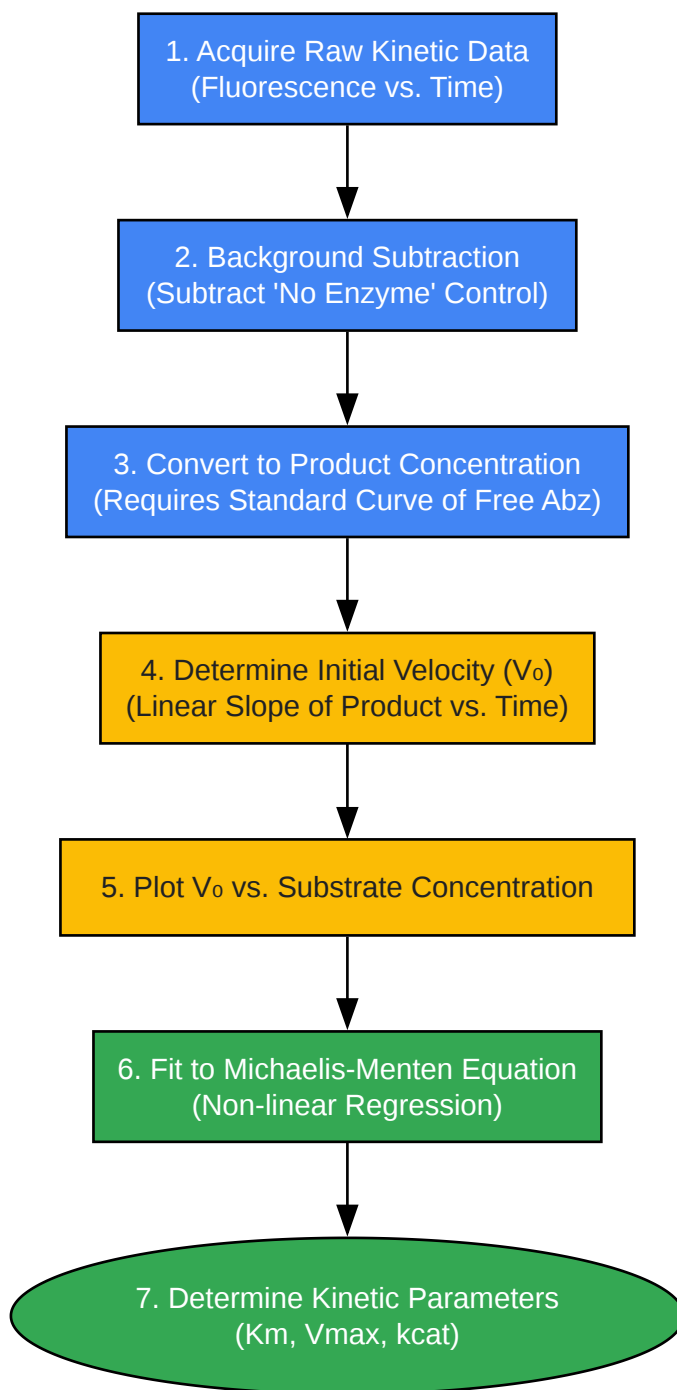 1. Acquire Raw Kinetic Data
(Fluorescence vs. Time)
2. Background Subtraction
(Subtract 'No Enzyme' Control)
3. Convert to Product Concentration
(Requires Standard Curve of Free Abz)
4. Determine Initial Velocity (V₀)
(Linear Slope of Product vs. Time)
5. Plot V₀ vs. Substrate Concentration
6. Fit to Michaelis-Menten Equation
(Non-linear Regression)
7. Determine Kinetic Parameters
(Km, Vmax, kcat)